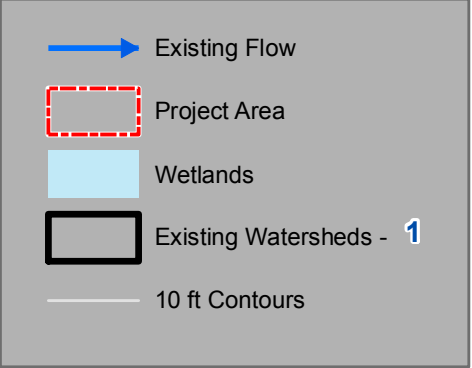 Existing Flow
Project Area
Wetlands
Existing Watersheds - 1
10 ft Contours